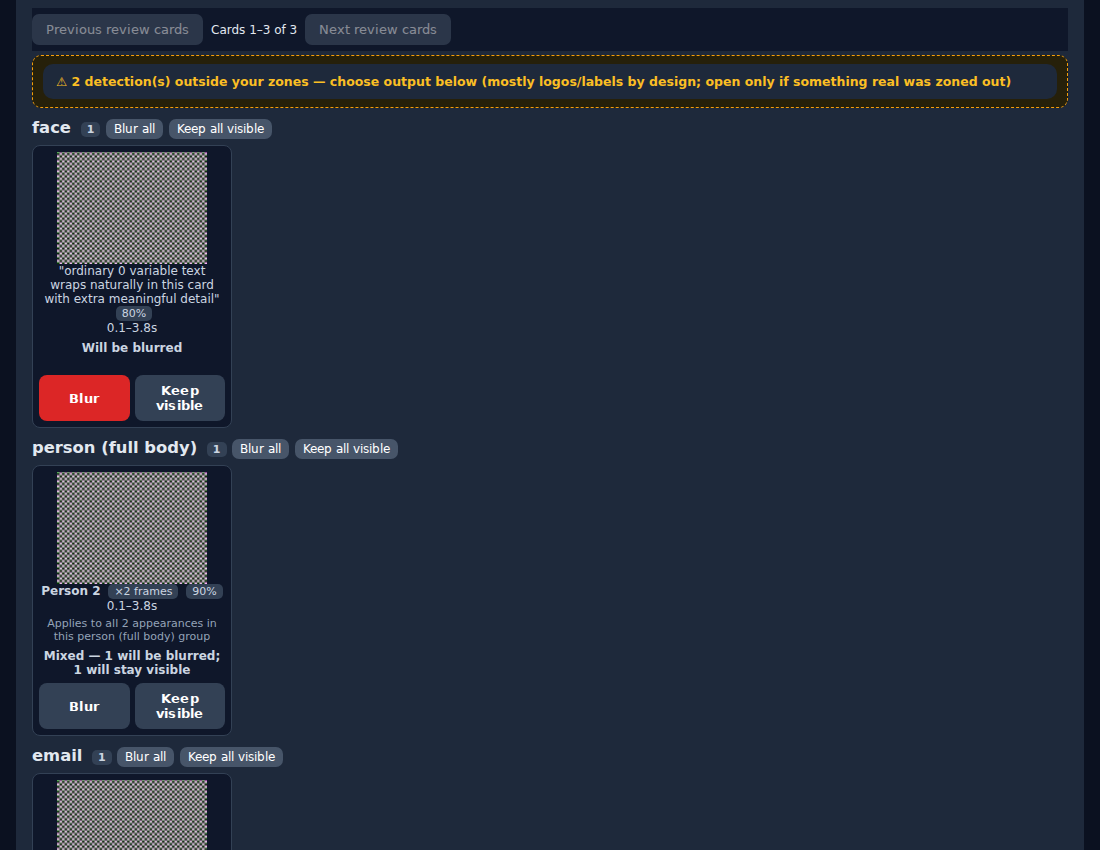 Previous review cards Cards 1–3 of 3 Next review cards
⚠ 2 detection(s) outside your zones — choose output below (mostly logos/labels by design; open only if something real was zoned out)
face 1 Blur all Keep all visible
"ordinary 0 variable text
wraps naturally in this card
with extra meaningful detail"
80%
0.1–3.8s
Will be blurred
Blur Keep visible
person (full body) 1 Blur all Keep all visible
Person 2 ×2 frames 90%
0.1–3.8s
Applies to all 2 appearances in
this person (full body) group
Mixed — 1 will be blurred;
1 will stay visible
Blur Keep visible
email 1 Blur all Keep all visible